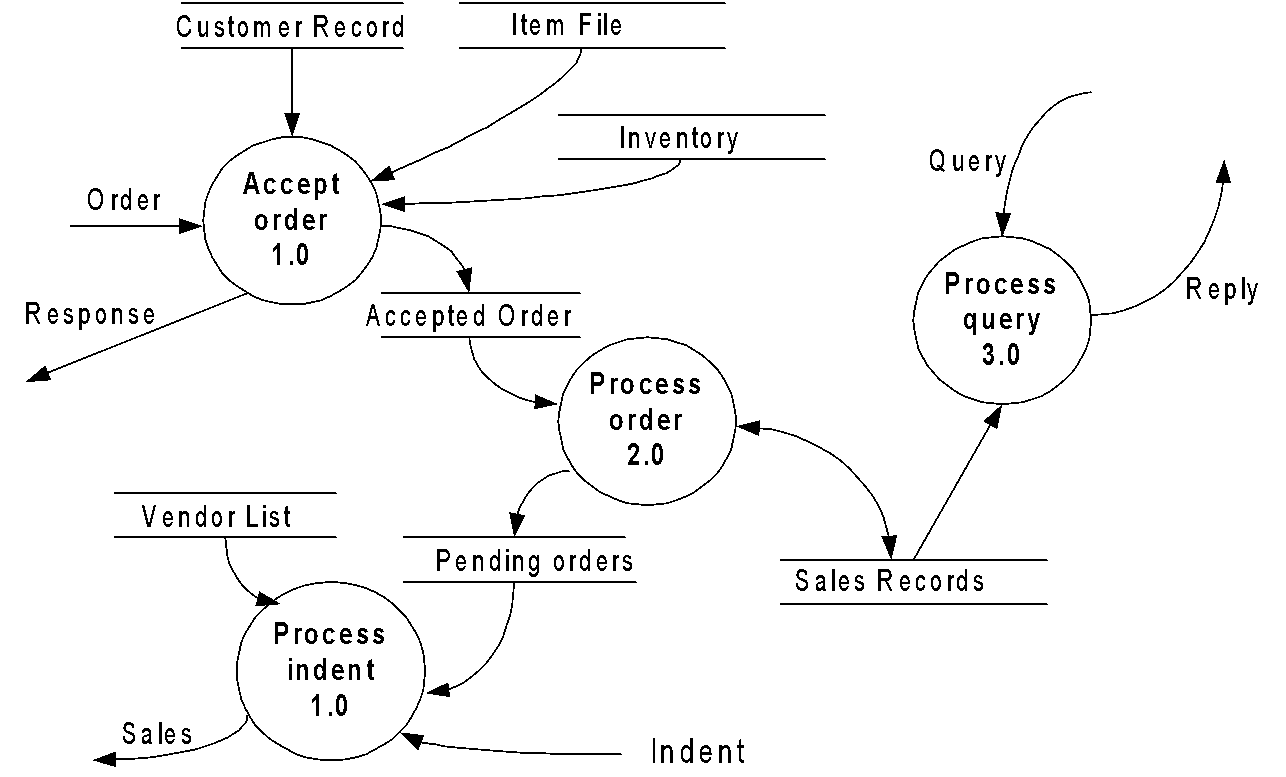 Customer Record
Item File
Inventory
Order
Accept
order
1.0
Query
Response
Accepted Order
Process
query
3.0
Reply
Process
order
2.0
Vendor List
Pending orders
Sales Records
Process
indent
1.0
Sales
Indent